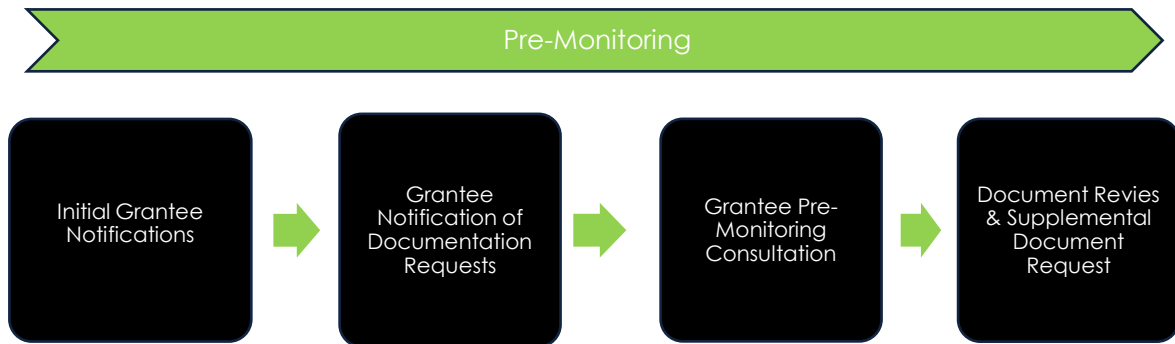 Pre-Monitoring
Initial Grantee
Notifications
Grantee
Notification of
Documentation
Requests
Grantee Pre-
Monitoring
Consultation
Document Revies
& Supplemental
Document
Request